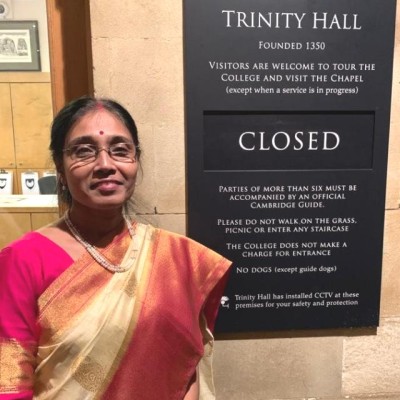 TRINITY HALL
FOUNDED 1350
VISITORS ARE WELCOME TO TOUR THE
COLLEGE AND VISIT THE CHAPEL
(except when a service is in progress)
CLOSED
PARTIES OF MORE THAN SIX MUST BE
ACCOMPANIED BY AN OFFICIAL
CAMBRIDGE GUIDE.
PLEASE DO NOT WALK ON THE GRASS,
PICNIC OR ENTER ANY STAIRCASE
THE COLLEGE DOES NOT MAKE A
CHARGE FOR ENTRANCE
NO DOGS (except guide dogs)
Trinity Hall has installed CCTV at these
premises for your safety and protection